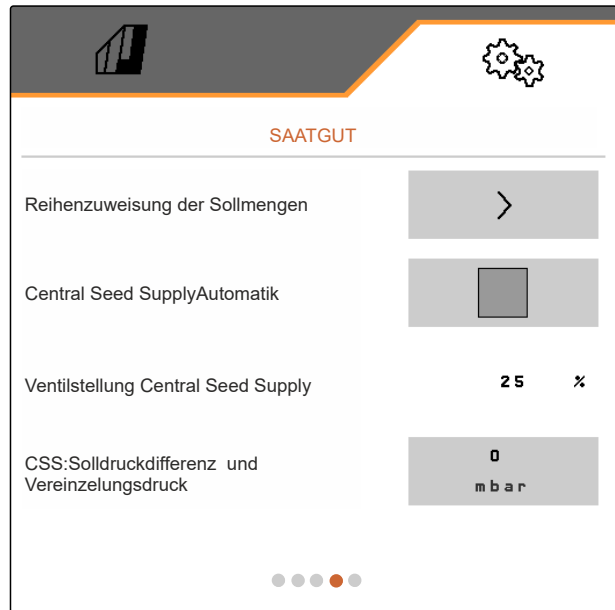 SAATGUT
Reihenzuweisung der Sollmengen
Central Seed SupplyAutomatik
Ventilstellung Central Seed Supply
25 %
CSS:Solldruckdifferenz und
Vereinzelungsdruck
0
mbar